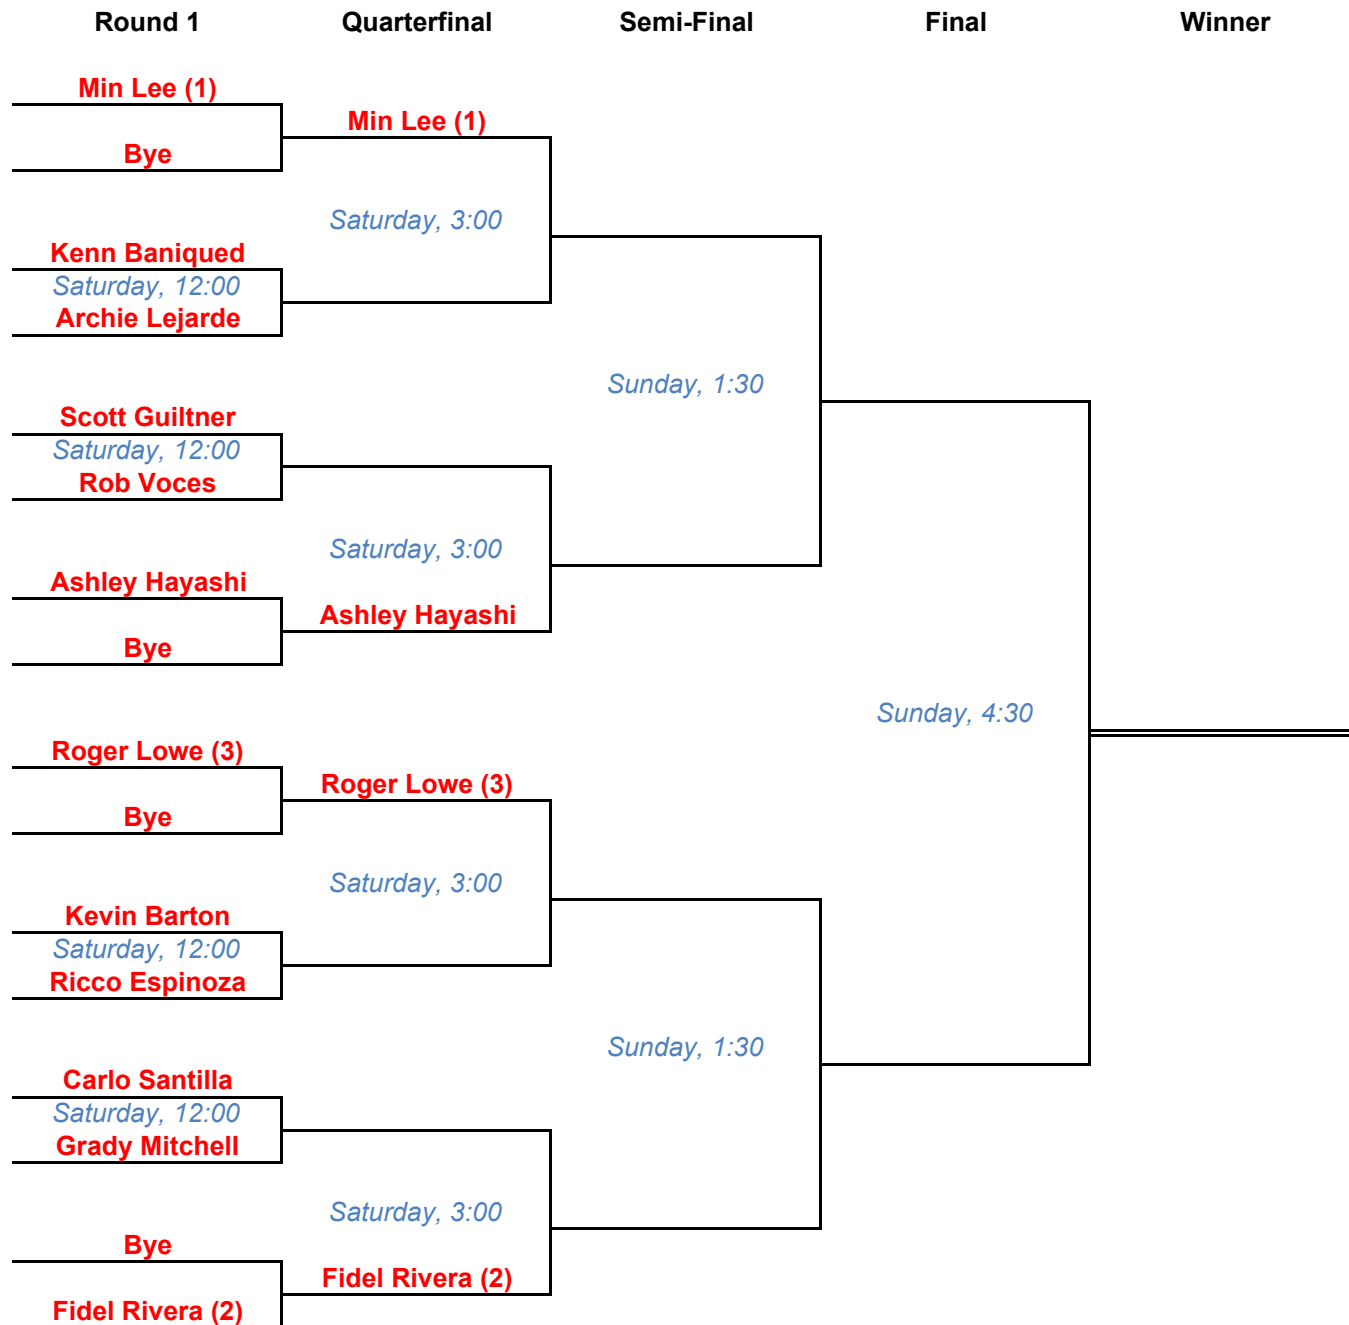 Round 1 Quarterfinal Semi-Final Final Winner
Min Lee (1)
Min Lee (1)
Bye
Saturday, 3:00
Kenn Baniqued
Saturday, 12:00
Archie Lejarde
Sunday, 1:30
Scott Guiltner
Saturday, 12:00
Rob Voces
Saturday, 3:00
Ashley Hayashi
Ashley Hayashi
Bye
Sunday, 4:30
Roger Lowe (3)
Roger Lowe (3)
Bye
Saturday, 3:00
Kevin Barton
Saturday, 12:00
Ricco Espinoza
Sunday, 1:30
Carlo Santilla
Saturday, 12:00
Grady Mitchell
Saturday, 3:00
Bye
Fidel Rivera (2)
Fidel Rivera (2)